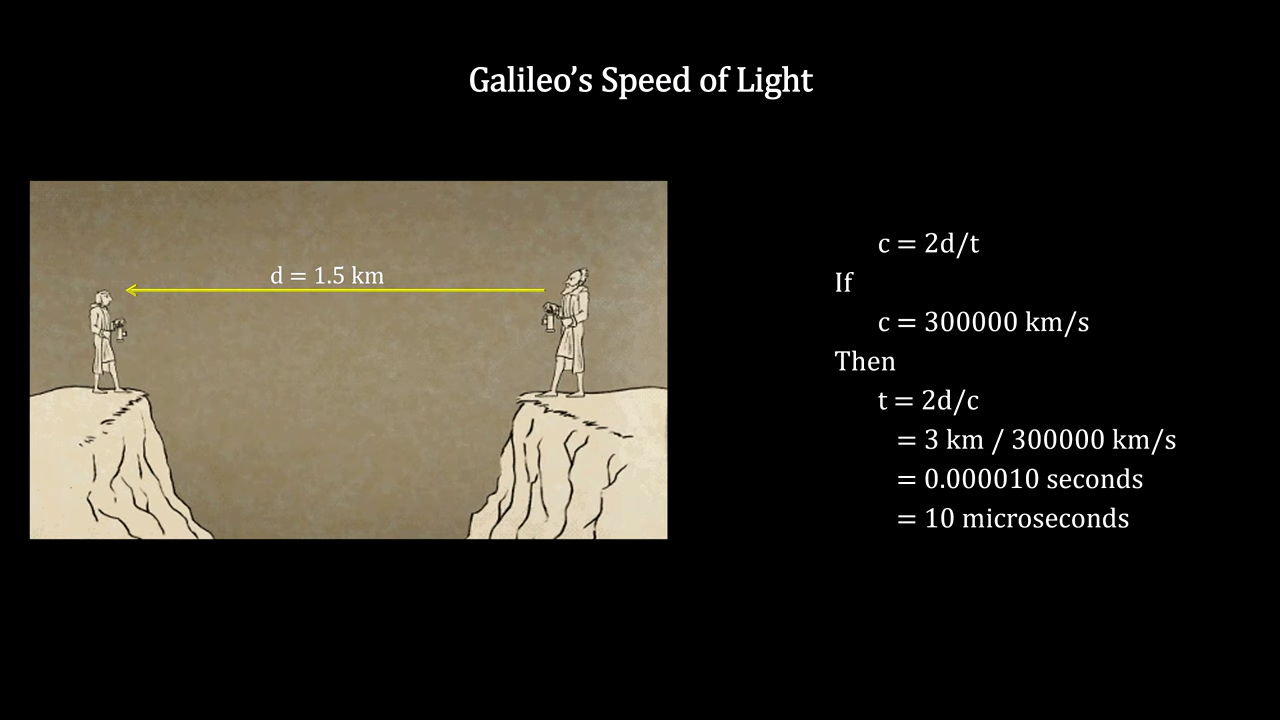 Galileo’s Speed of Light
d = 1.5 km
c = 2d/t
If
c = 300000 km/s
Then
t = 2d/c
= 3 km / 300000 km/s
= 0.000010 seconds
= 10 microseconds